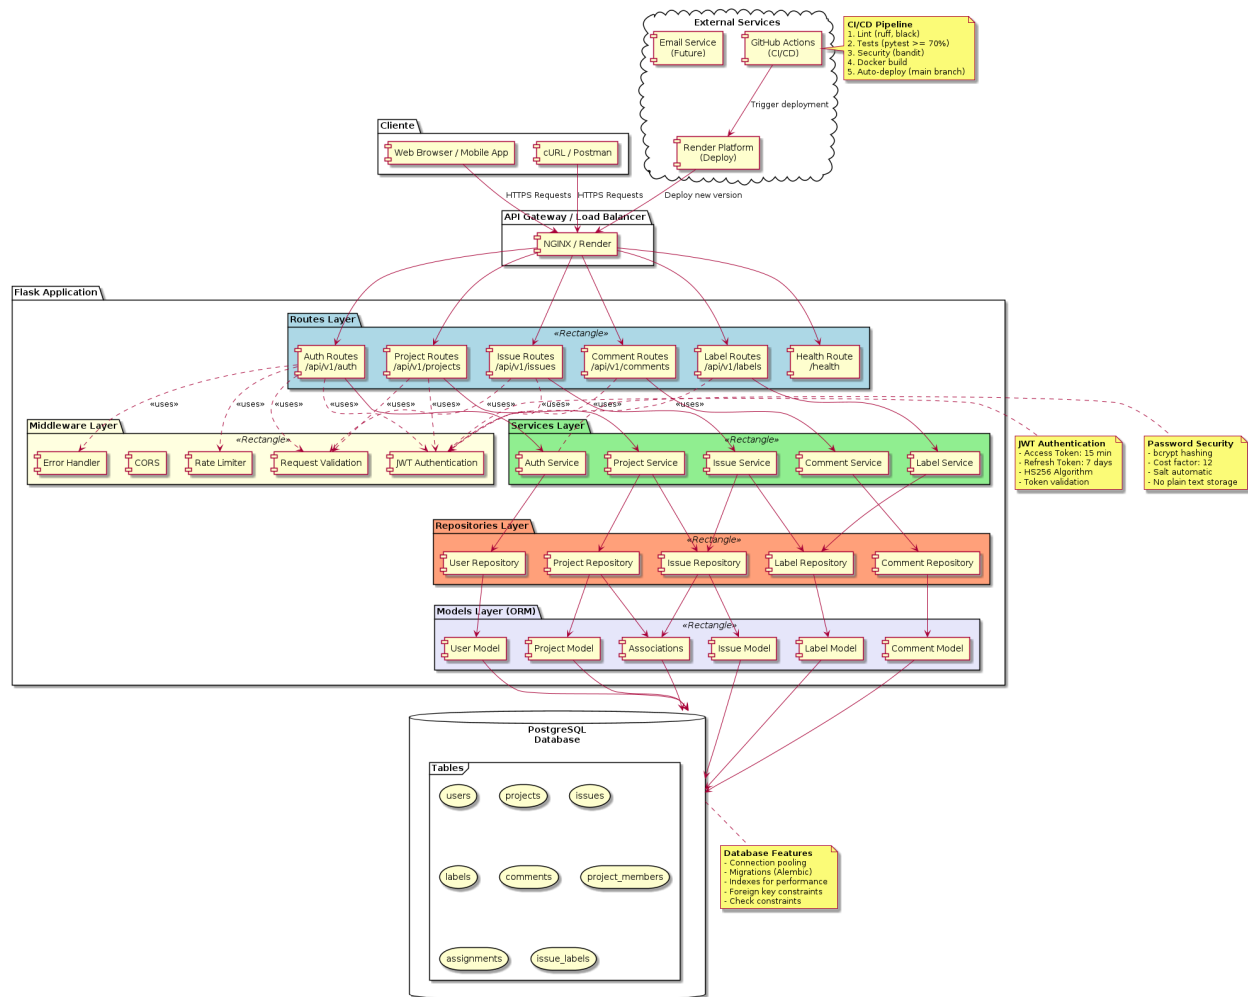 External Services
Email Service
(Future)
GitHub Actions
(CI/CD)
CI/CD Pipeline
1. Lint (ruff, black)
2. Tests (pytest >= 70%)
3. Security (bandit)
4. Docker build
5. Auto-deploy (main branch)
Trigger deployment
Cliente
Web Browser / Mobile App
cURL / Postman
Render Platform
(Deploy)
HTTPS Requests
HTTPS Requests
Deploy new version
API Gateway / Load Balancer
NGINX / Render
Flask Application
Routes Layer
«Rectangle»
Auth Routes
/api/v1/auth
Project Routes
/api/v1/projects
Issue Routes
/api/v1/issues
Comment Routes
/api/v1/comments
Label Routes
/api/v1/labels
Health Route
/health
«uses»
«uses»
«uses»
«uses»
«uses»
«uses»
«uses»
«uses»
«uses»
Middleware Layer
«Rectangle»
Error Handler
CORS
Rate Limiter
Request Validation
JWT Authentication
Services Layer
«Rectangle»
Auth Service
Project Service
Issue Service
Comment Service
Label Service
JWT Authentication
- Access Token: 15 min
- Refresh Token: 7 days
- HS256 Algorithm
- Token validation
Password Security
- bcrypt hashing
- Cost factor: 12
- Salt automatic
- No plain text storage
Repositories Layer
«Rectangle»
User Repository
Project Repository
Issue Repository
Label Repository
Comment Repository
Models Layer (ORM)
«Rectangle»
User Model
Project Model
Associations
Issue Model
Label Model
Comment Model
PostgreSQL
Database
Tables
users
projects
issues
labels
comments
project_members
assignments
issue_labels
Database Features
- Connection pooling
- Migrations (Alembic)
- Indexes for performance
- Foreign key constraints
- Check constraints